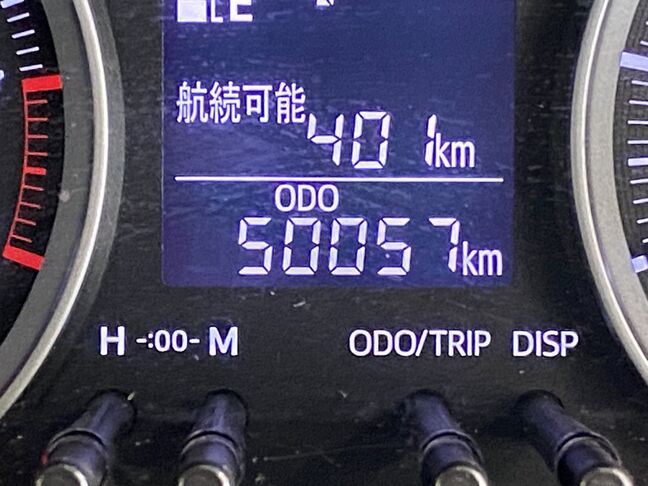 E
航続可能
401km
ODO
50057km
H -:00- M ODO/TRIP DISP